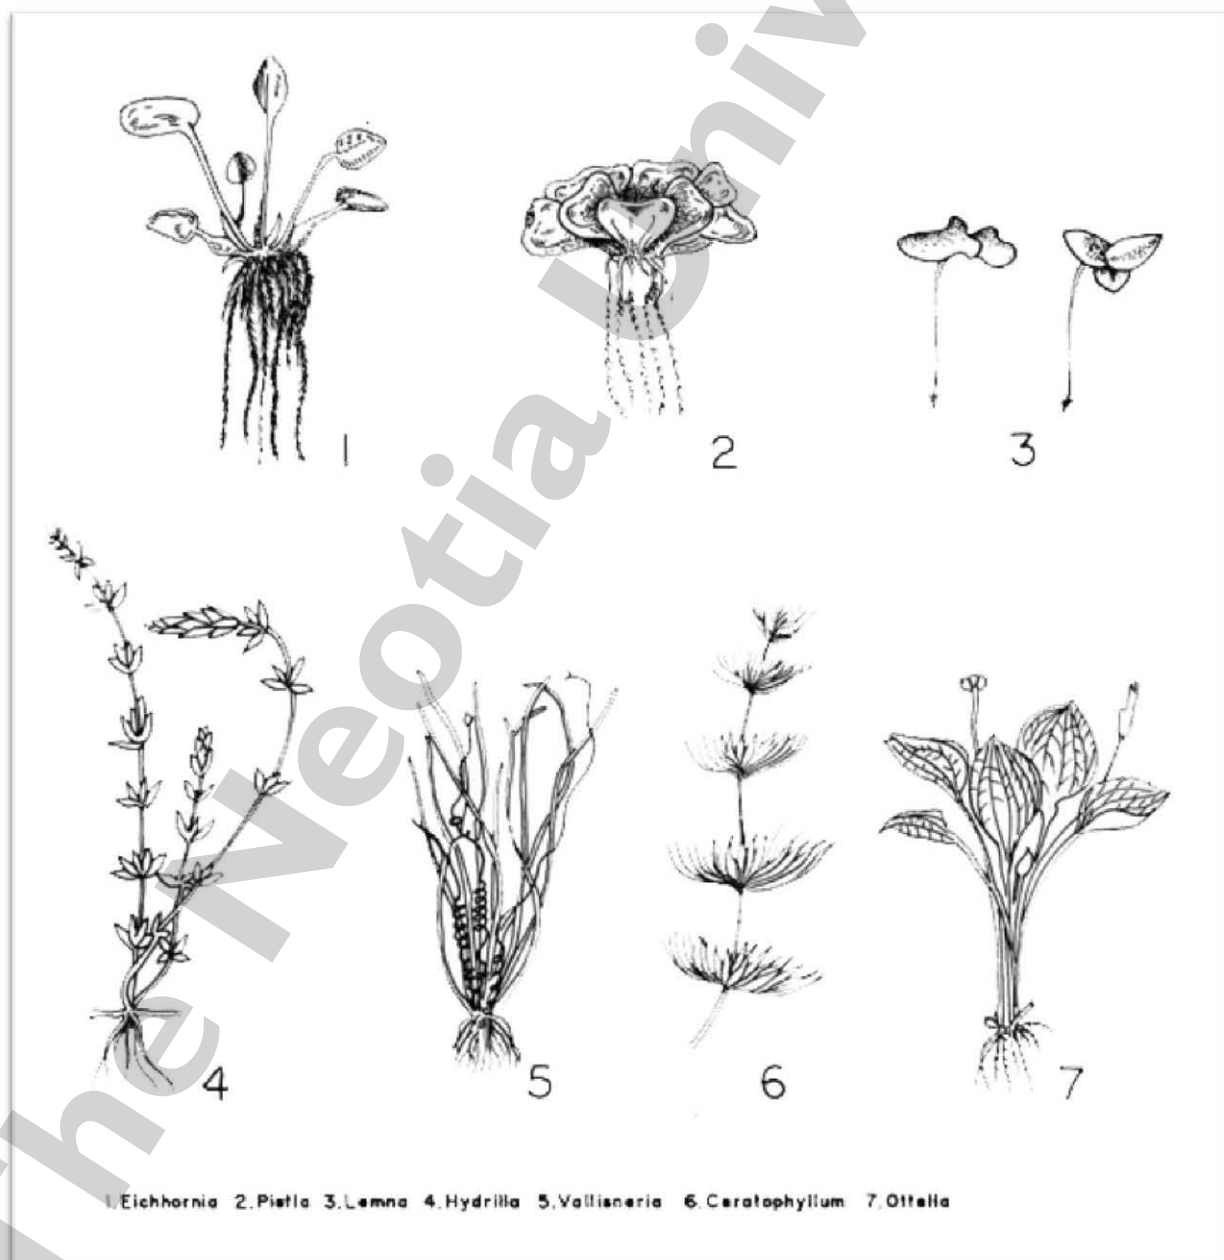 The Neotia Univ
1 2 3
4 5 6 7
1.Eichhornia 2.Pistia 3.Lemna 4.Hydrilla 5.Vallisneria 6.Ceratophyllum 7.Ottelia